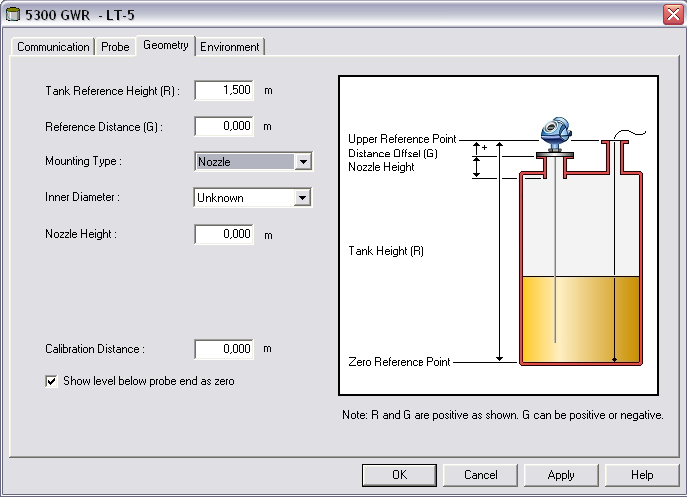 5300 GWR - LT-5
Communication Probe Geometry Environment
Tank Reference Height (R) : 1,500 m
Reference Distance (G) : 0,000 m
Mounting Type : Nozzle
Inner Diameter : Unknown
Nozzle Height : 0,000 m
Calibration Distance : 0,000 m
Show level below probe end as zero
Upper Reference Point
Distance Offset (G)
+
Nozzle Height
Tank Height (R)
Zero Reference Point
Note: R and G are positive as shown. G can be positive or negative.
OK Cancel Apply Help